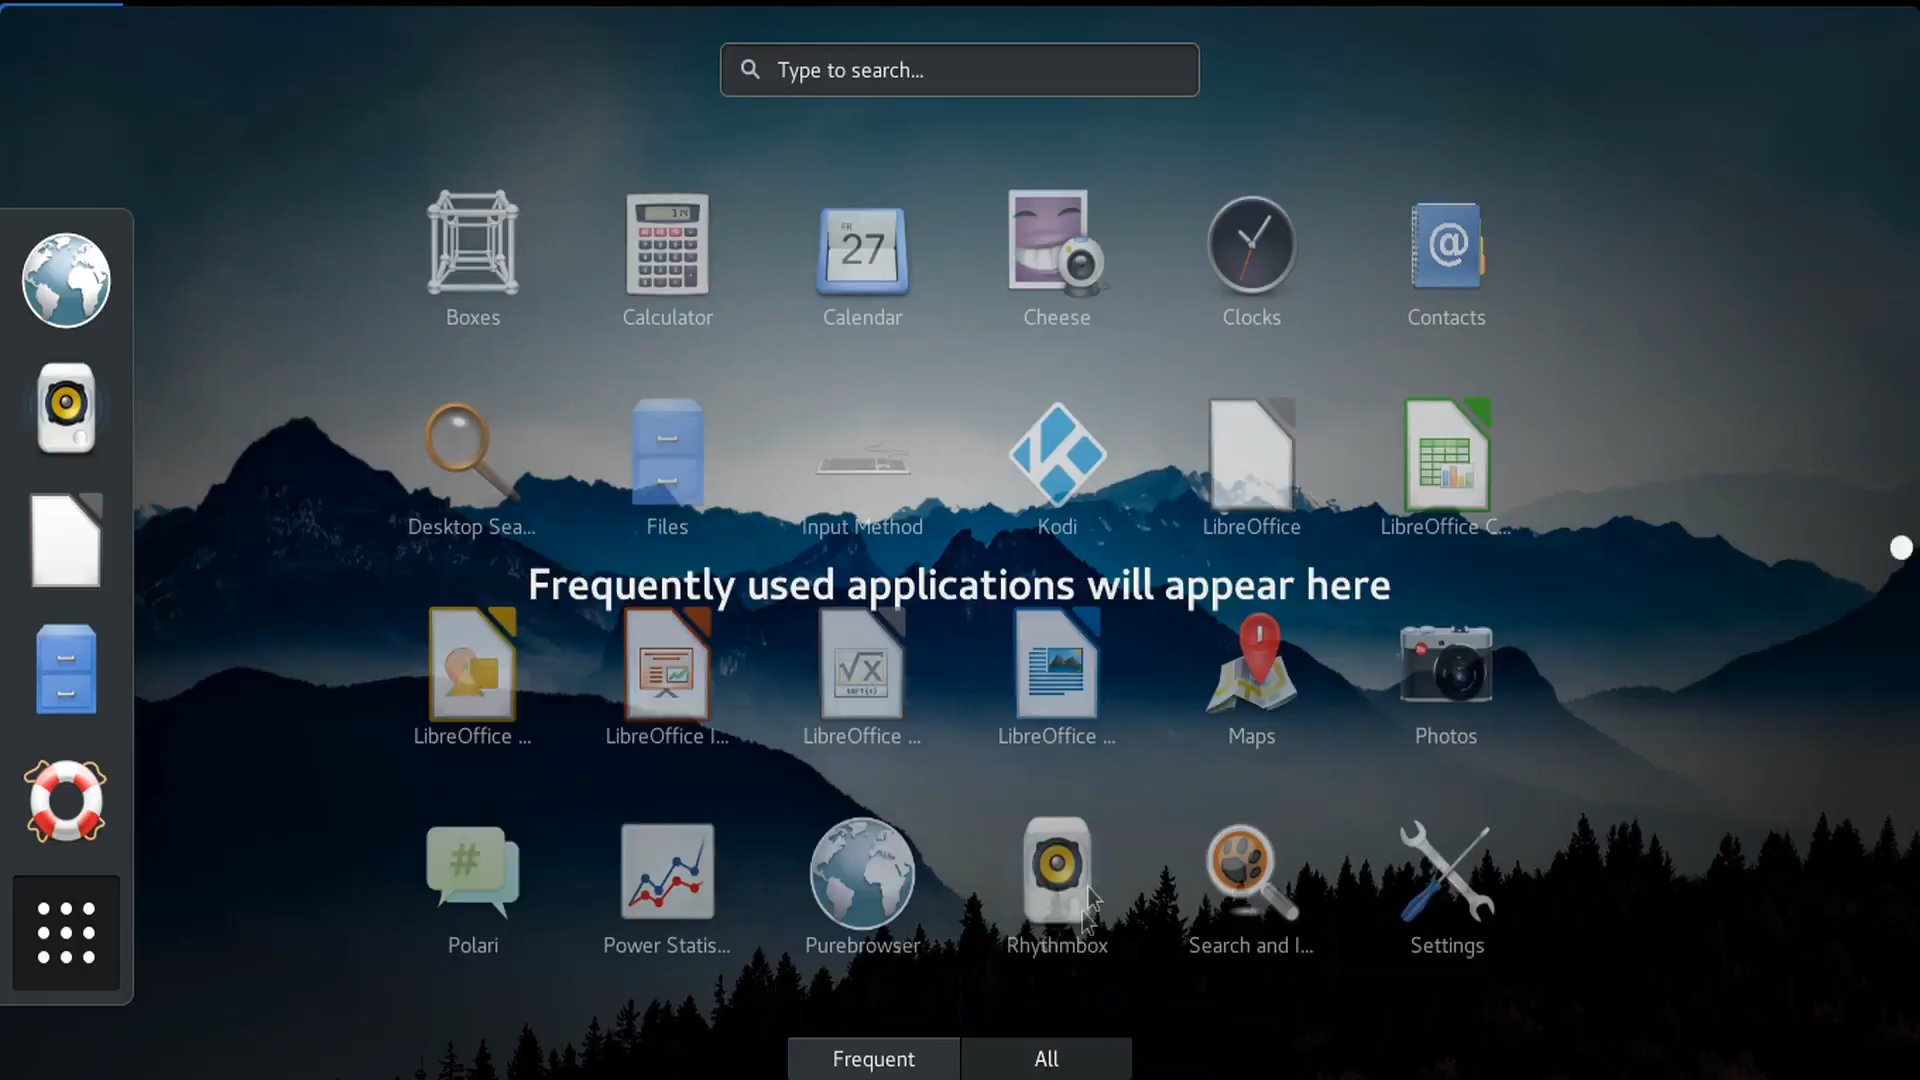 Type to search...
FR
27
Boxes
Calculator
Calendar
Cheese
Clocks
Contacts
Desktop Sea...
Files
Input Method
Kodi
LibreOffice
LibreOffice C...
Frequently used applications will appear here
LibreOffice ...
LibreOffice I...
LibreOffice ...
LibreOffice ...
Maps
Photos
Polari
Power Statis...
Purebrowser
Rhythmbox
Search and I...
Settings
Frequent
All